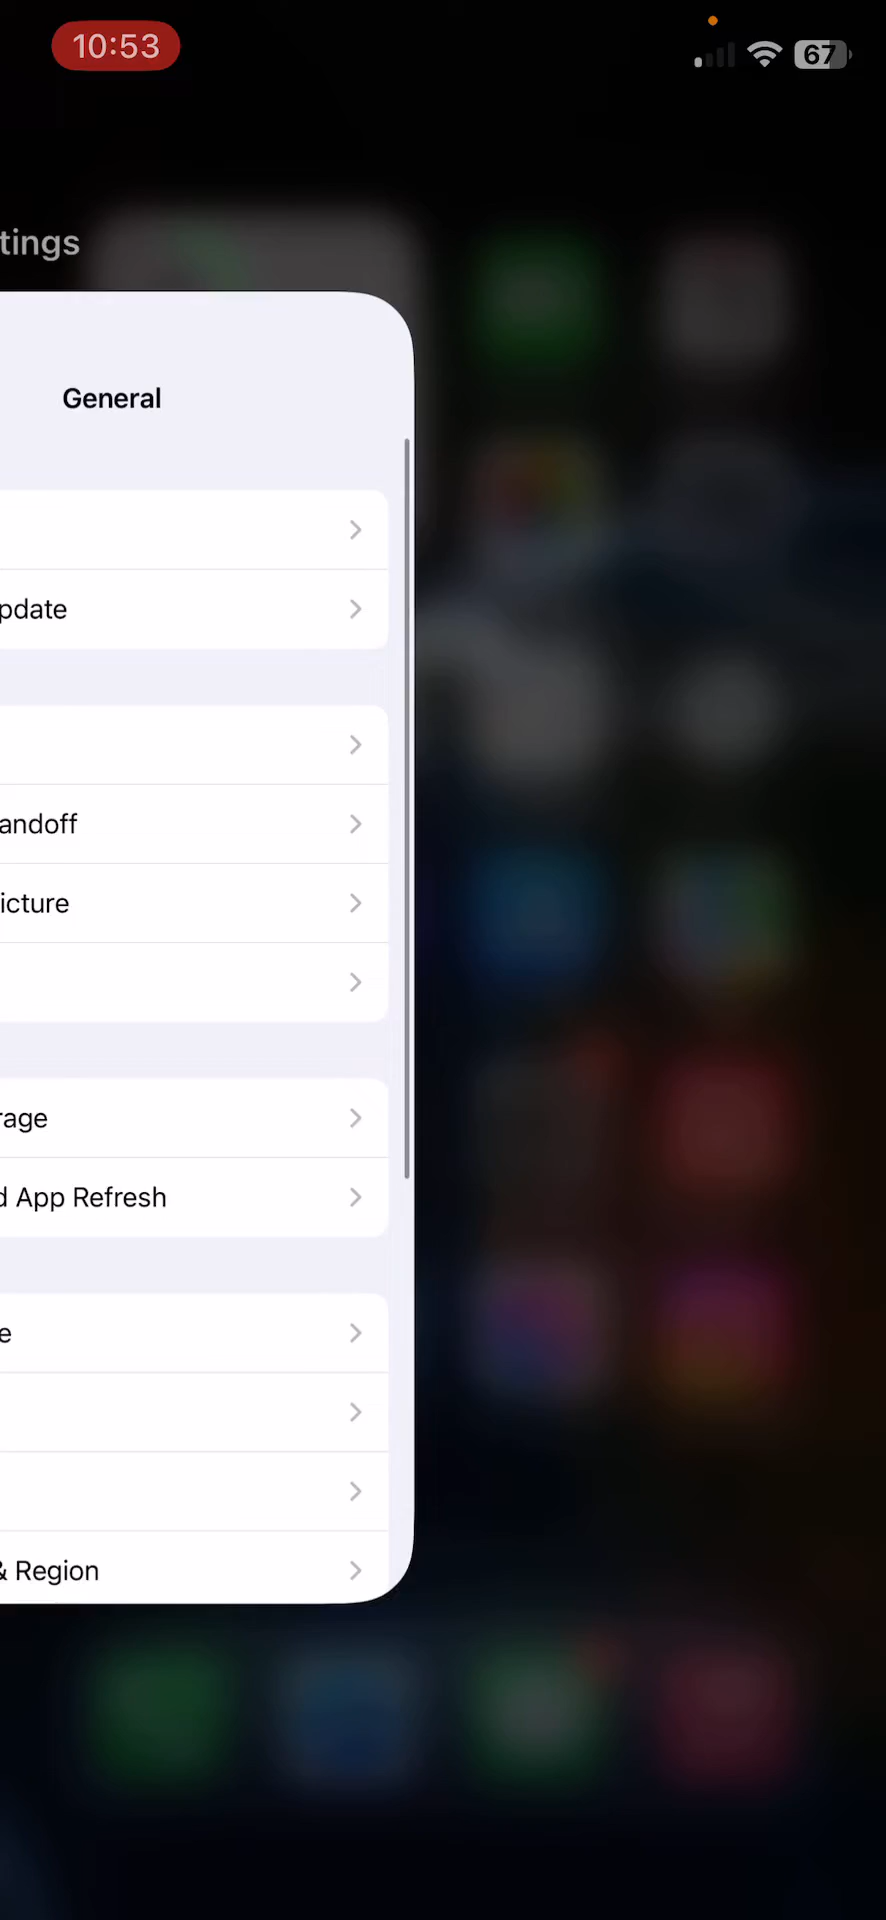 10:53
67
tings
General
pdate
andoff
icture
rage
d App Refresh
e
& Region